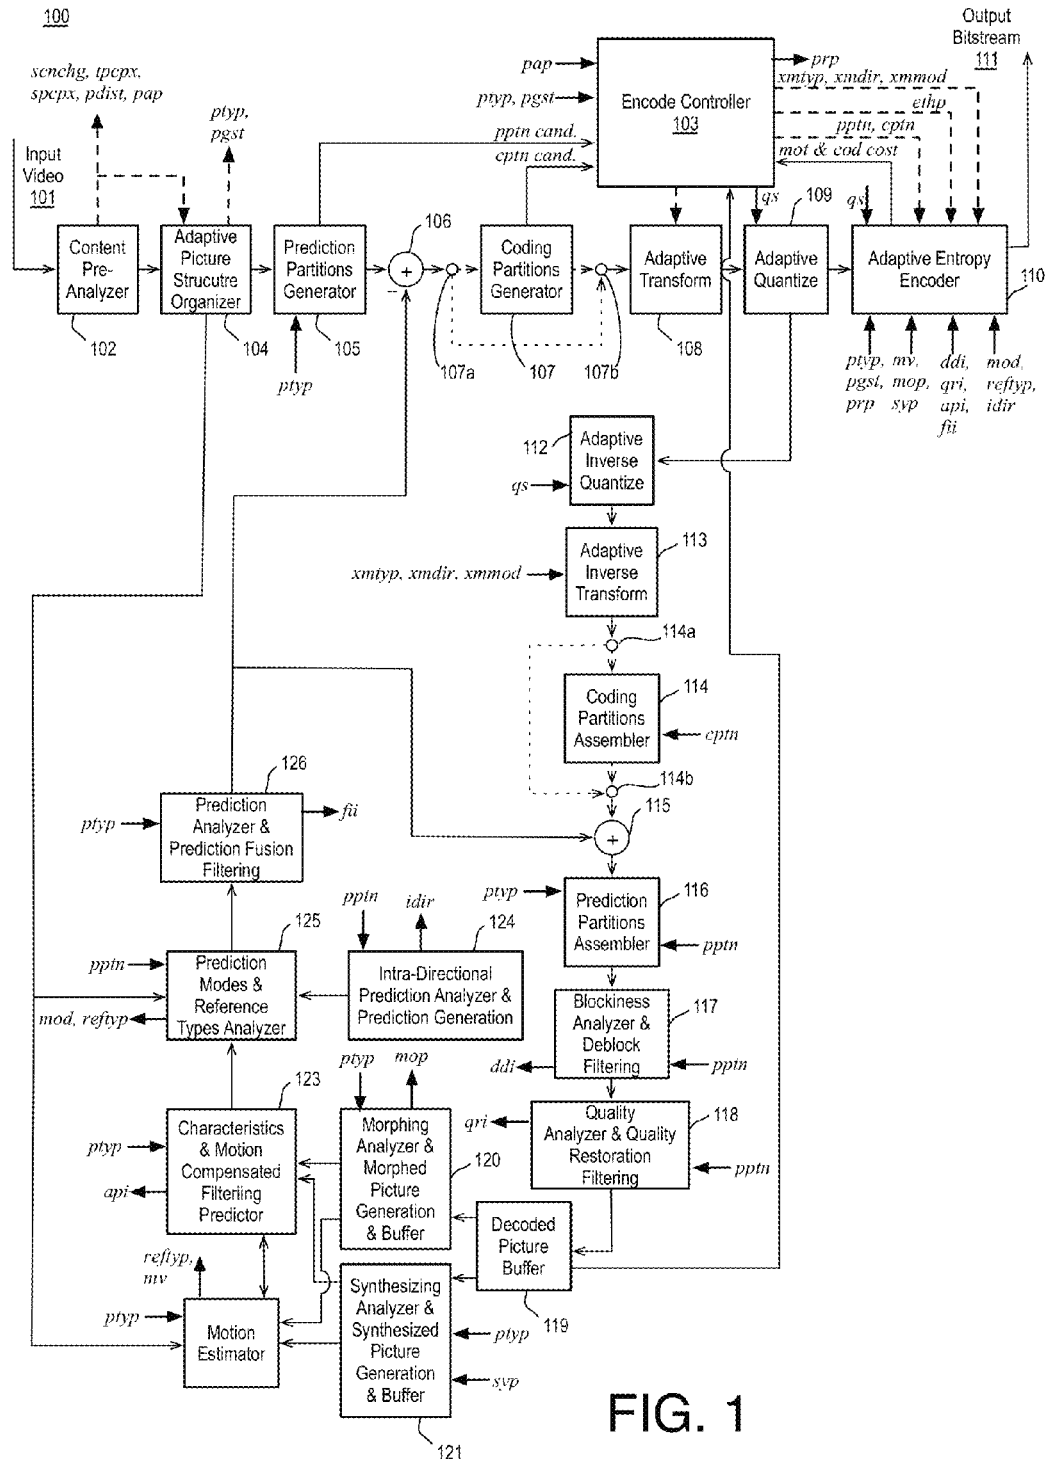 100
Output
Bitstream
111
scnchg, tpcpx,
spcpx, pdist, pap
ptyp,
pgst
pap
ptyp, pgst
pptn cand.
cptn cand.
Encode Controller
103
prp
xmtyp, xmdir, xmmod
ethp
pptn, cptn
mot & cod cost
Input
Video
101
qs
109
qs
106
Content
Pre-
Analyzer
Adaptive
Picture
Strucutre
Organizer
Prediction
Partitions
Generator
+
−
Coding
Partitions
Generator
Adaptive
Transform
Adaptive
Quantize
Adaptive Entropy
Encoder
110
102
104
105
107a
107
107b
108
ptyp
ptyp,
pgst,
prp
mv,
mop,
syp
ddi,
qri,
api,
fii
mod,
reftyp,
idir
112
Adaptive
Inverse
Quantize
qs
113
Adaptive
Inverse
Transform
xmtyp, xmdir, xmmod
114a
114
Coding
Partitions
Assembler
cptn
114b
115
+
126
Prediction
Analyzer &
Prediction Fusion
Filtering
ptyp
fii
116
ptyp
Prediction
Partitions
Assembler
pptn
125
pptn
idir
124
pptn
Prediction
Modes &
Reference
Types Analyzer
mod, reftyp
Intra-Directional
Prediction Analyzer &
Prediction Generation
117
Blockiness
Analyzer &
Deblock
Filtering
ddi
pptn
123
ptyp
mop
Characteristics
& Motion
Compensated
Filteriing
Predictor
ptyp
api
Morphing
Analyzer &
Morphed
Picture
Generation
& Buffer
120
qri
Quality
Analyzer & Quality
Restoration
Filtering
118
pptn
Decoded
Picture
Buffer
119
reftyp,
mv
ptyp
Motion
Estimator
Synthesizing
Analyzer &
Synthesized
Picture
Generation
& Buffer
ptyp
syp
121
FIG. 1